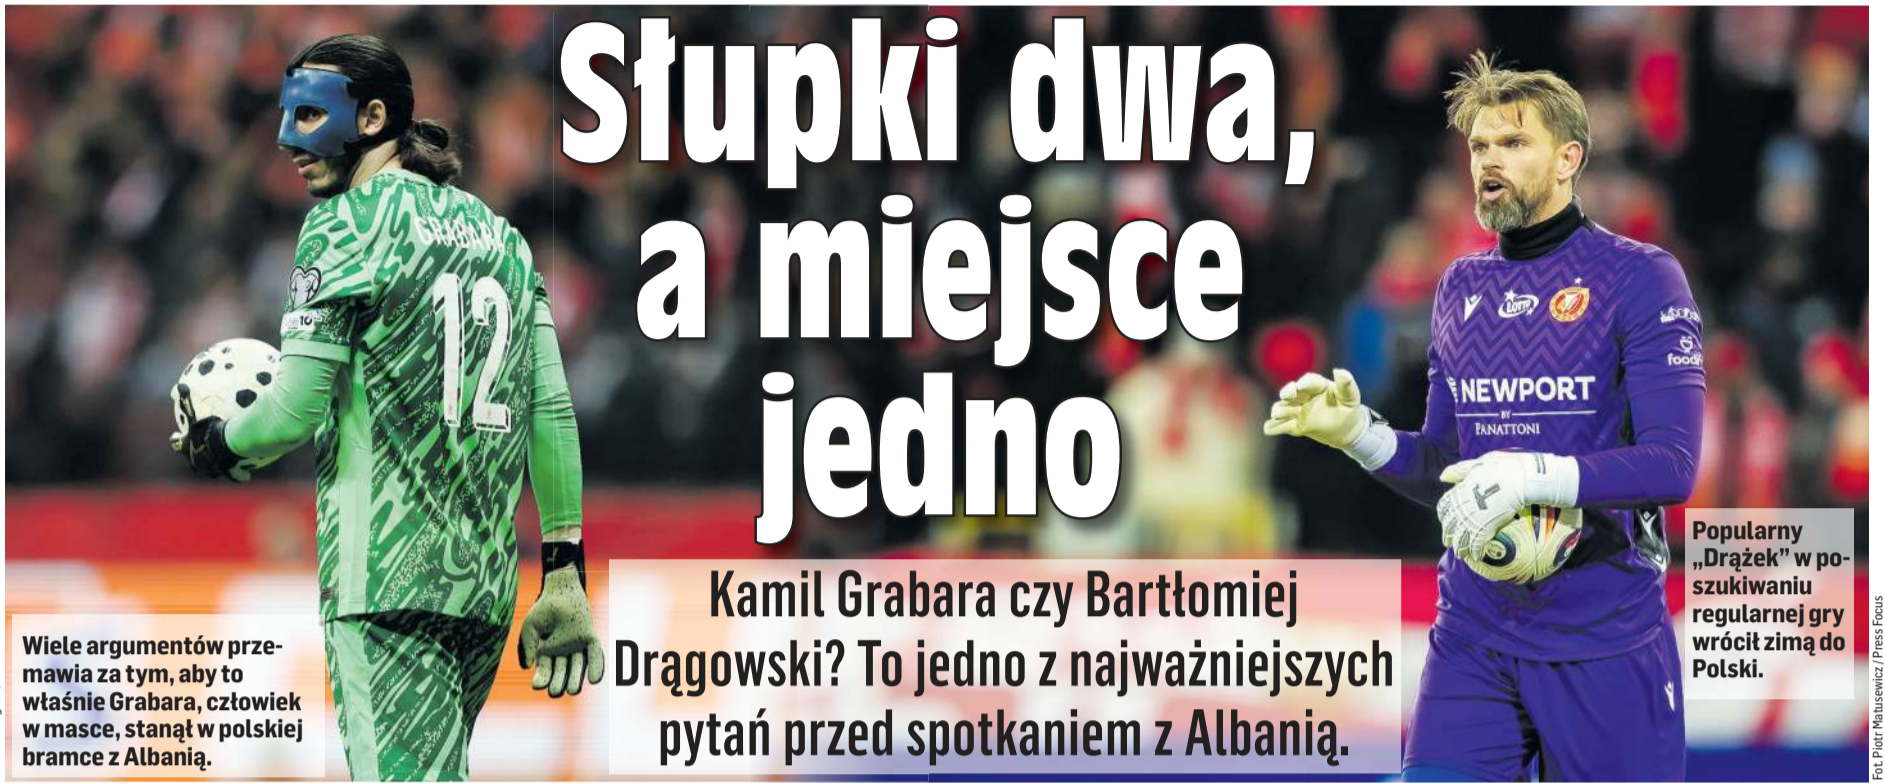 Słupki dwa,
a miejsce
jedno
Kamil Grabara czy Bartłomiej
Drągowski? To jedno z najważniejszych
pytań przed spotkaniem z Albanią.
Wiele argumentów prze-
mawia za tym, aby to
właśnie Grabara, człowiek
w masce, stanął w polskiej
bramce z Albanią.
GRABARA
12
LOTTO
NEWPORT
BY
PANATTONI
Popularny
„Drążek” w po-
szukiwaniu
regularnej gry
wrócił zimą do
Polski.
Fot. Piotr Matusewicz / Press Focus